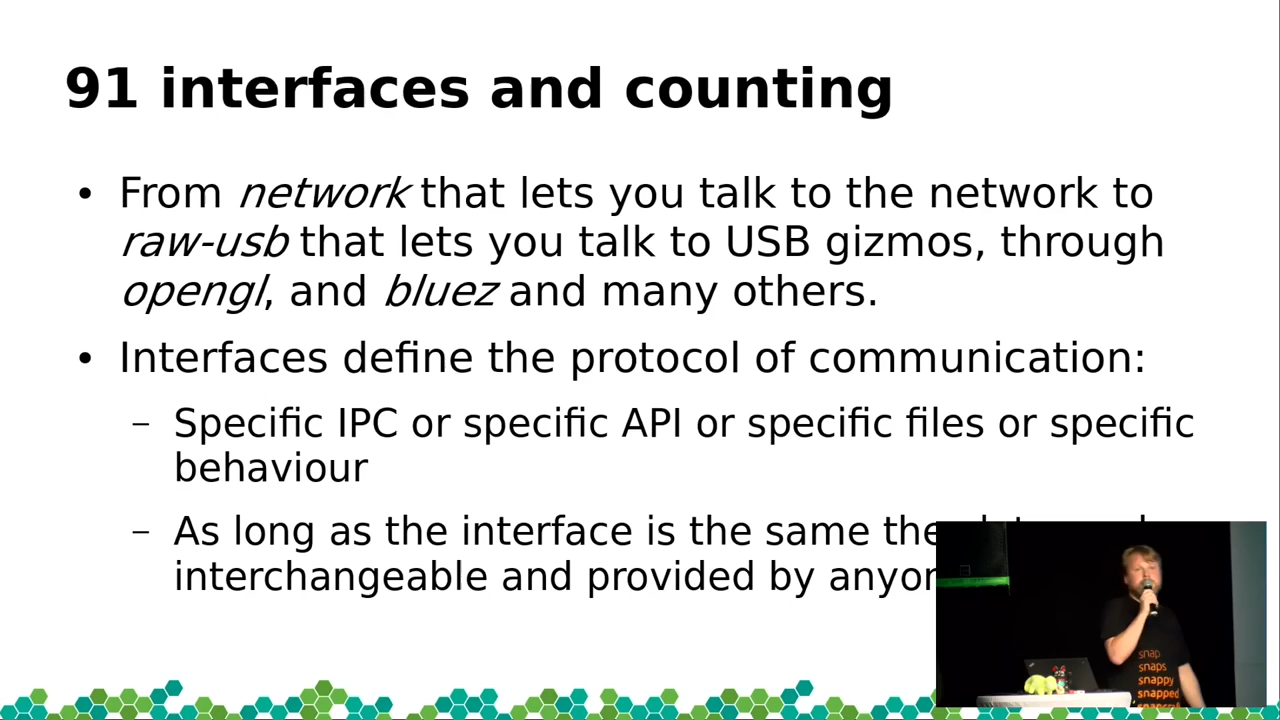 91 interfaces and counting
• From network that lets you talk to the network to
raw-usb that lets you talk to USB gizmos, through
opengl, and bluez and many others.
• Interfaces define the protocol of communication:
– Specific IPC or specific API or specific files or specific
behaviour
– As long as the interface is the same the
interchangeable and provided by
snap
snaps
snappy
snapped